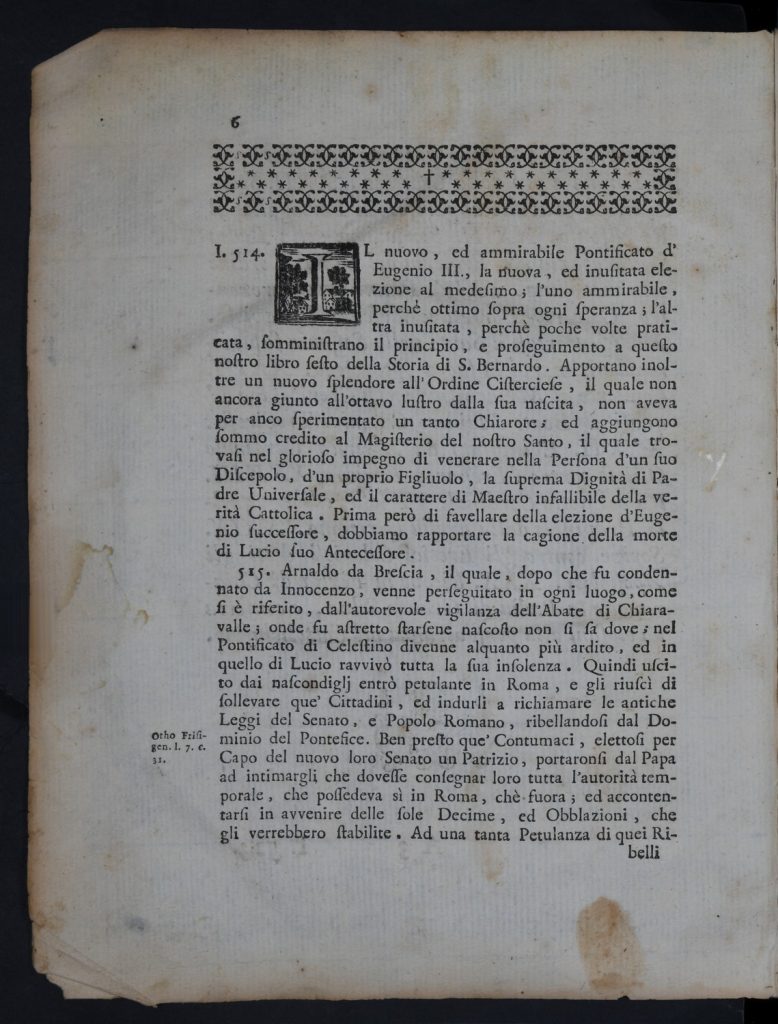 6
I. 514. IL nuovo, ed ammirabile Pontificato d'
Eugenio III., la nuova, ed inuſitata ele-
zione al medeſimo; l'uno ammirabile,
perchè ottimo ſopra ogni ſperanza; l'al-
tra inuſitata, perchè poche volte prati-
cata, ſomminiſtrano il principio, e proſeguimento a queſto
noſtro libro ſeſto della Storia di S. Bernardo. Apportano inol-
tre un nuovo ſplendore all'Ordine Ciſtercieſe, il quale non
ancora giunto all'ottavo luſtro dalla ſua naſcita, non aveva
per anco ſperimentato un tanto Chiarore; ed aggiungono
ſommo credito al Magiſterio del noſtro Santo, il quale tro-
vaſi nel glorioſo impegno di venerare nella Perſona d'un ſuo
Diſcepolo, d'un proprio Figliuolo, la ſuprema Dignità di Pa-
dre Univerſale, ed il carattere di Maeſtro infallibile della ve-
rità Cattolica. Prima però di favellare della elezione d'Euge-
nio ſucceſſore, dobbiamo rapportare la cagione della morte
di Lucio ſuo Anteceſſore.
515. Arnaldo da Breſcia, il quale, dopo che fu conden-
nato da Innocenzo, venne perſeguitato in ogni luogo, come
ſi è riferito, dall'autorevole vigilanza dell'Abate di Chiara-
valle; onde fu aſtretto ſtarſene naſcoſto non ſi ſa dove; nel
Pontificato di Celeſtino divenne alquanto più ardito, ed in
quello di Lucio ravvivò tutta la ſua inſolenza. Quindi uſci-
to dai naſcondiglj entrò petulante in Roma, e gli riuſcì di
ſollevare que' Cittadini, ed indurli a richiamare le antiche
Leggi del Senato, e Popolo Romano, ribellandoſi dal Do-
minio del Pontefice. Ben preſto que' Contumaci, elettoſi per
Capo del nuovo loro Senato un Patrizio, portaronſi dal Papa
ad intimargli che doveſſe conſegnar loro tutta l'autorità tem-
porale, che poſſedeva sì in Roma, chè fuora; ed acconten-
tarſi in avvenire delle ſole Decime, ed Obblazioni, che
gli verrebbero ſtabilite. Ad una tanta Petulanza di quei Ri-
belli
Otho Friſi-
gen. l. 7. c.
31.